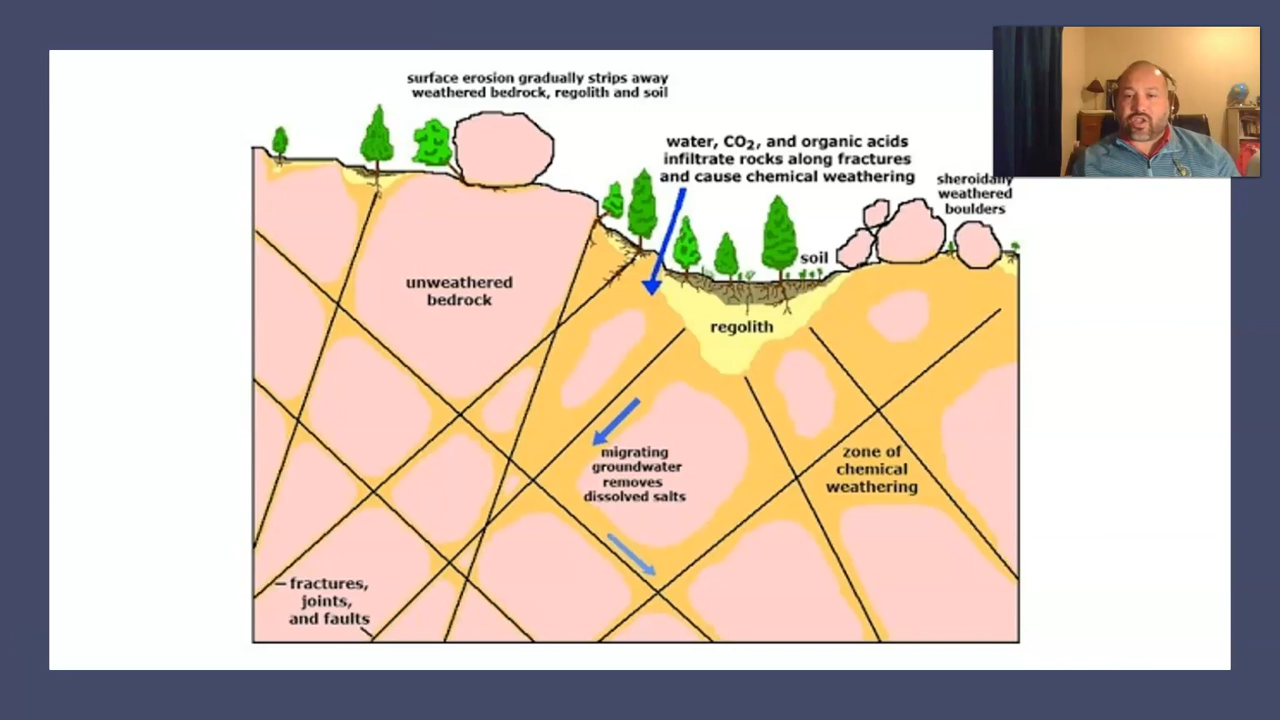 surface erosion gradually strips away
weathered bedrock, regolith and soil
water, CO₂, and organic acids
infiltrate rocks along fractures
and cause chemical weathering
sheroidally
weathered
boulders
soil
unweathered
bedrock
regolith
migrating
groundwater
removes
dissolved salts
zone of
chemical
weathering
fractures,
joints,
and faults